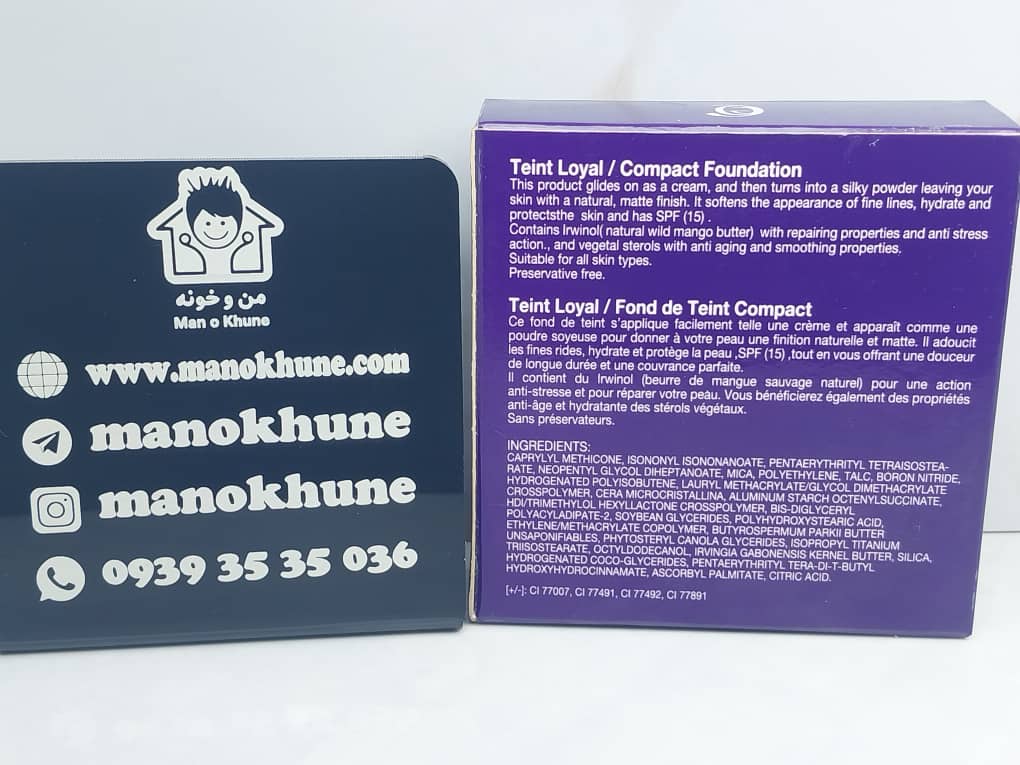 من و خونه
Man o Khune
www.manokhune.com
manokhune
manokhune
0939 35 35 036
Teint Loyal / Compact Foundation
This product glides on as a cream, and then turns into a silky powder leaving your
skin with a natural, matte finish. It softens the appearance of fine lines, hydrate and
protectsthe skin and has SPF (15) .
Contains Irwinol( natural wild mango butter) with repairing properties and anti stress
action., and vegetal sterols with anti aging and smoothing properties.
Suitable for all skin types.
Preservative free.
Teint Loyal / Fond de Teint Compact
Ce fond de teint s'applique facilement telle une crème et apparaît comme une
poudre soyeuse pour donner à votre peau une finition naturelle et matte. Il adoucit
les fines rides, hydrate et protège la peau ,SPF (15) ,tout en vous offrant une douceur
de longue durée et une couvrance parfaite.
Il contient du Irwinol (beurre de mangue sauvage naturel) pour une action
anti-stress et pour réparer votre peau. Vous bénéficierez également des propriétés
anti-âge et hydratante des stérols végétaux.
Sans préservateurs.
INGREDIENTS:
CAPRYLYL METHICONE, ISONONYL ISONONANOATE, PENTAERYTHRITYL TETRAISOSTEA-
RATE, NEOPENTYL GLYCOL DIHEPTANOATE, MICA, POLYETHYLENE, TALC, BORON NITRIDE,
HYDROGENATED POLYISOBUTENE, LAURYL METHACRYLATE/GLYCOL DIMETHACRYLATE
CROSSPOLYMER, CERA MICROCRISTALLINA, ALUMINUM STARCH OCTENYLSUCCINATE,
HDI/TRIMETHYLOL HEXYLLACTONE CROSSPOLYMER, BIS-DIGLYCERYL
POLYACYLADIPATE-2, SOYBEAN GLYCERIDES, POLYHYDROXYSTEARIC ACID,
ETHYLENE/METHACRYLATE COPOLYMER, BUTYROSPERMUM PARKII BUTTER
UNSAPONIFIABLES, PHYTOSTERYL CANOLA GLYCERIDES, ISOPROPYL TITANIUM
TRIISOSTEARATE, OCTYLDODECANOL, IRVINGIA GABONENSIS KERNEL BUTTER, SILICA,
HYDROGENATED COCO-GLYCERIDES, PENTAERYTHRITYL TERA-DI-T-BUTYL
HYDROXYHYDROCINNAMATE, ASCORBYL PALMITATE, CITRIC ACID.
[+/-]: CI 77007, CI 77491, CI 77492, CI 77891